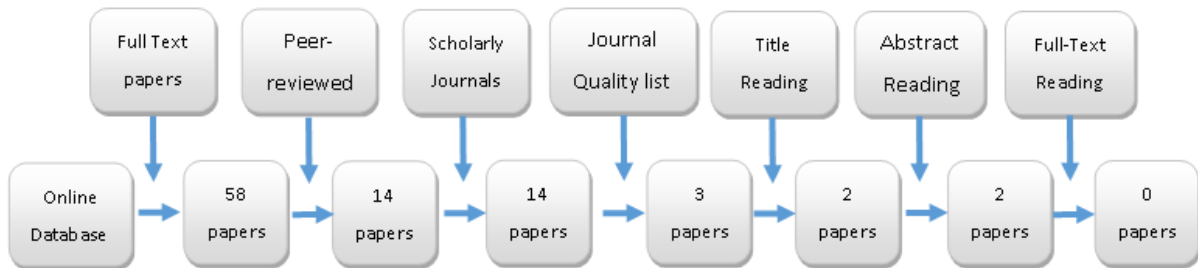 Full Text
papers
Peer-
reviewed
Scholarly
Journals
Journal
Quality list
Title
Reading
Abstract
Reading
Full-Text
Reading
Online
Database
58
papers
14
papers
14
papers
3
papers
2
papers
2
papers
0
papers